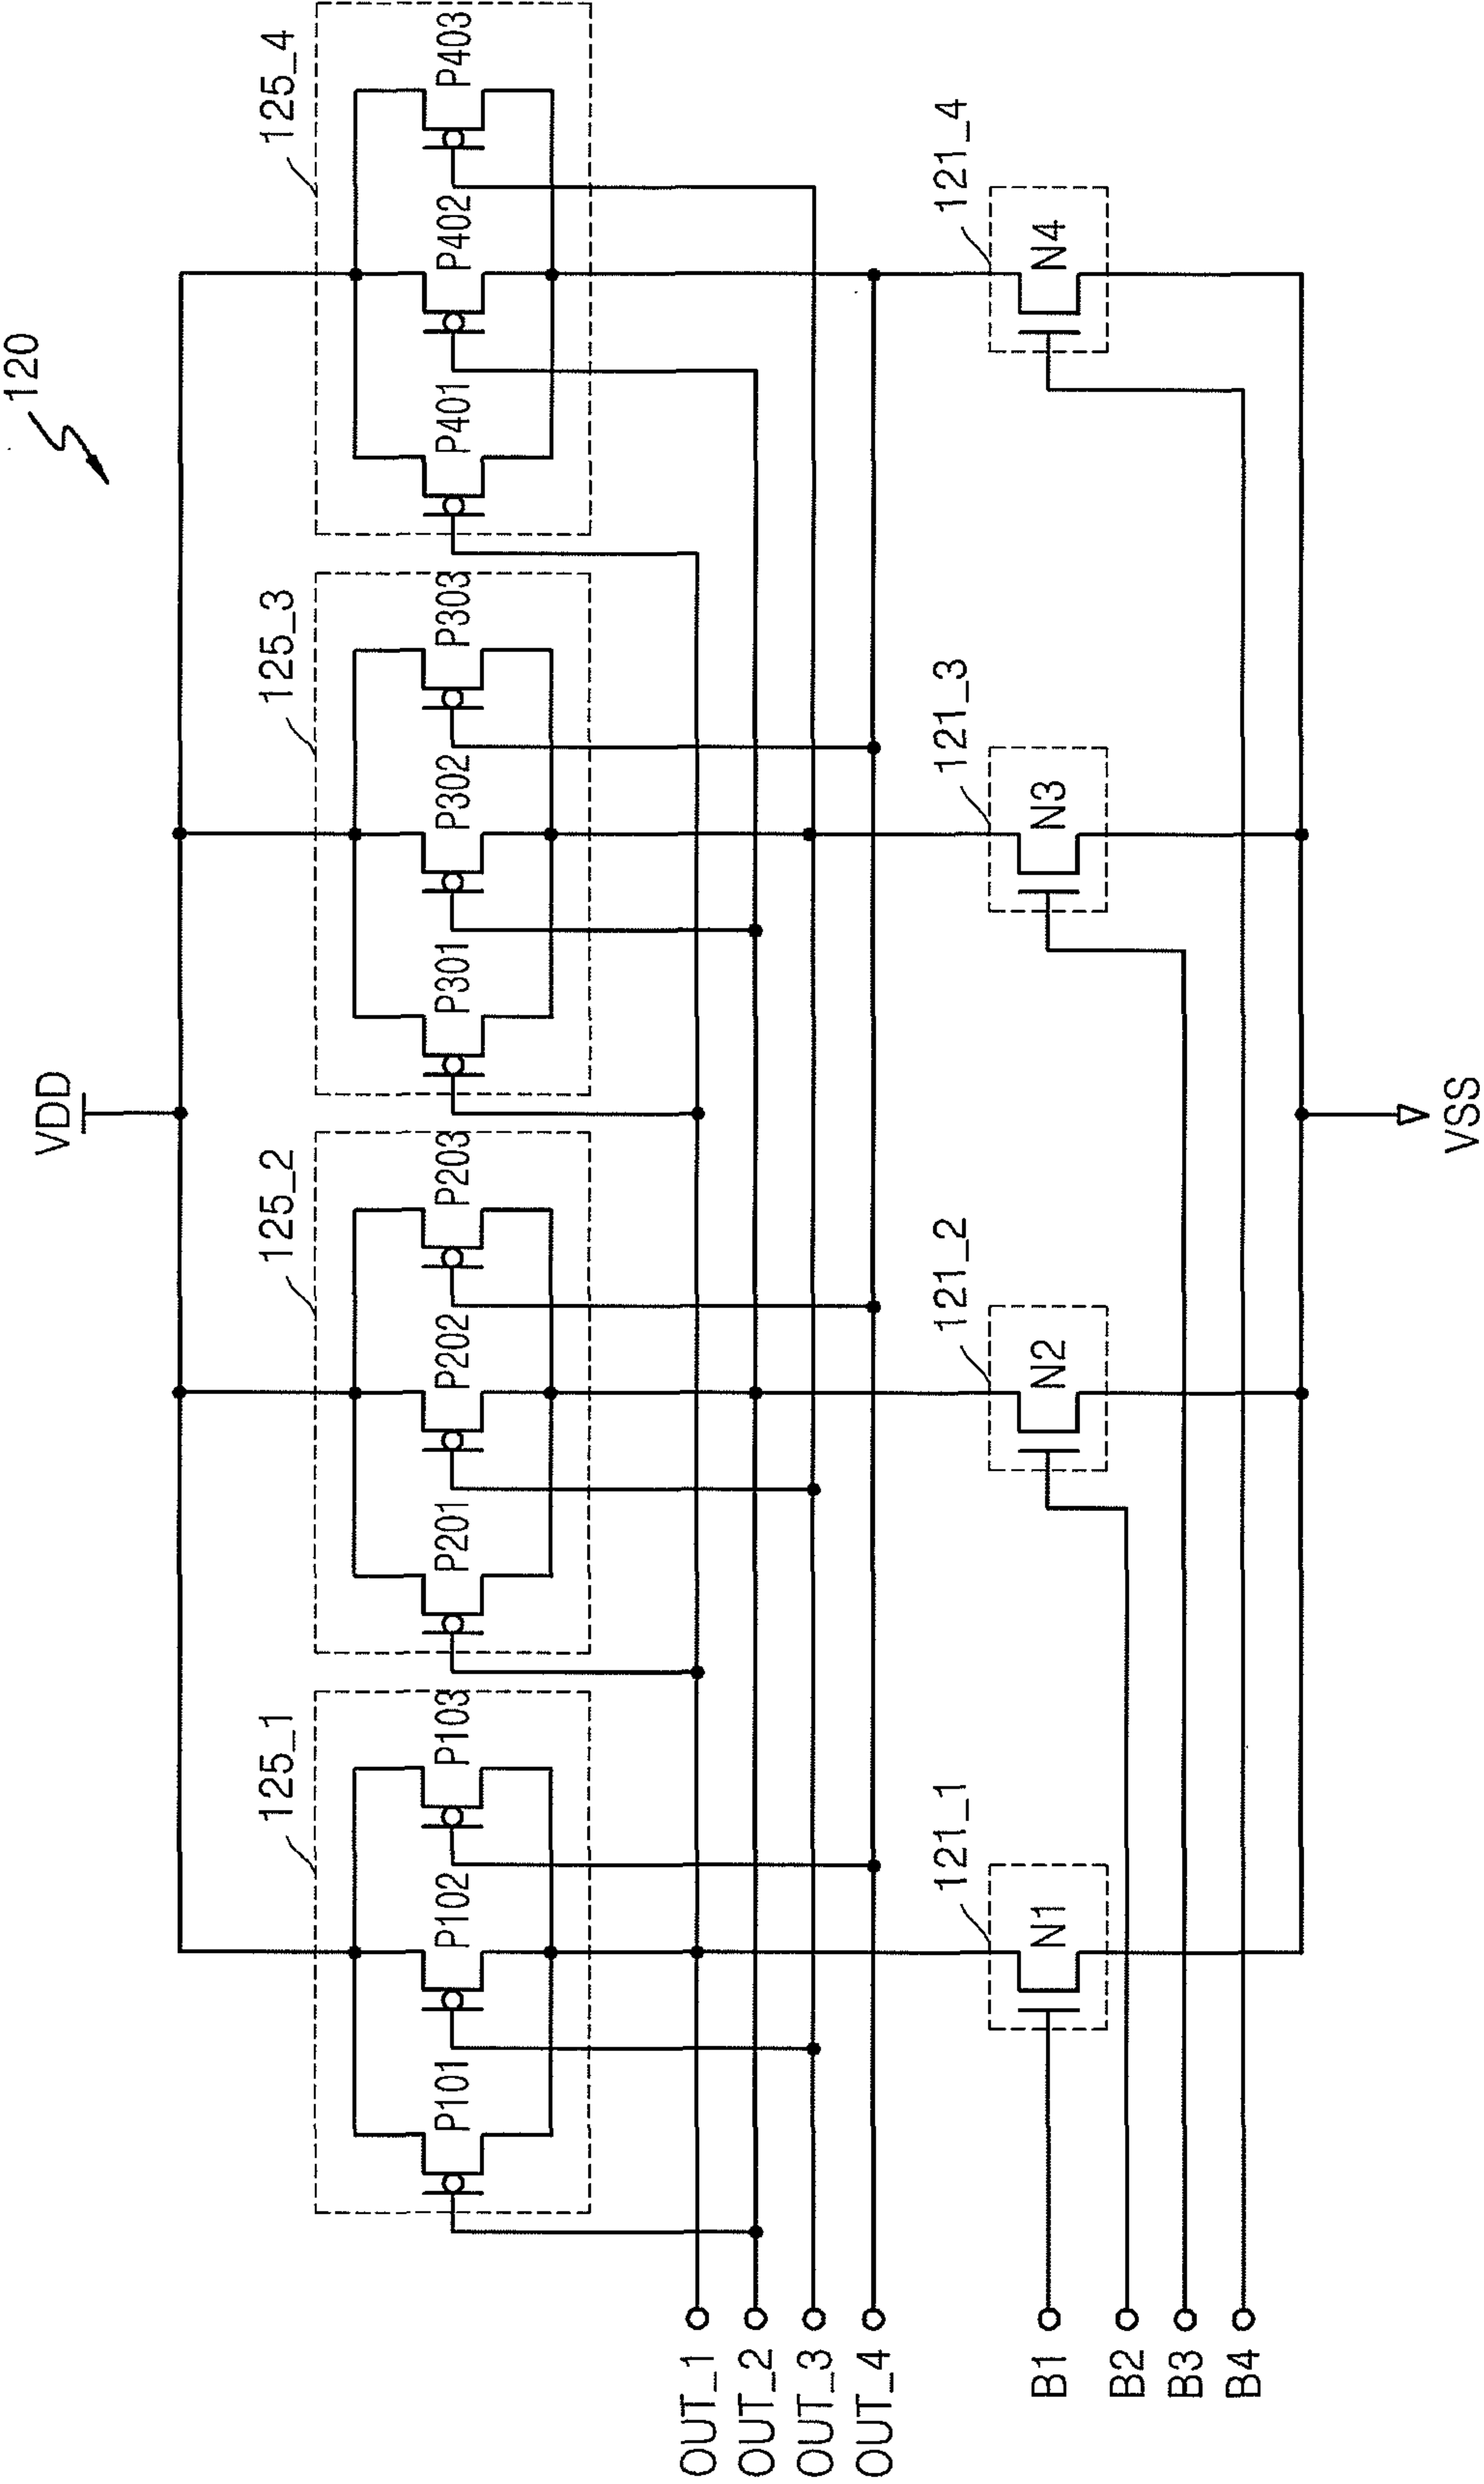 120
VDD
125_1
125_2
125_3
125_4
P101
P102
P103
P201
P202
P203
P301
P302
P303
P401
P402
P403
OUT_1
OUT_2
OUT_3
OUT_4
121_1
121_2
121_3
121_4
N1
N2
N3
N4
B1
B2
B3
B4
VSS